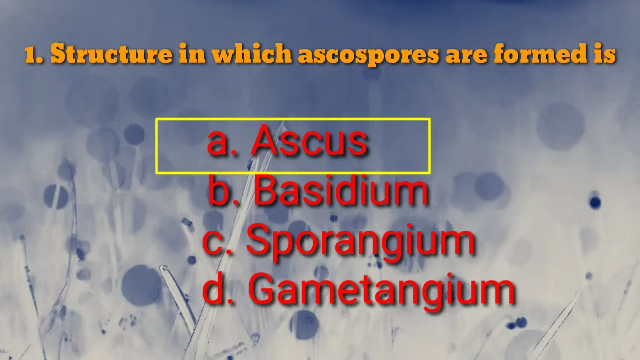 1. Structure in which ascospores are formed is
a. Ascus
b. Basidium
c. Sporangium
d. Gametangium